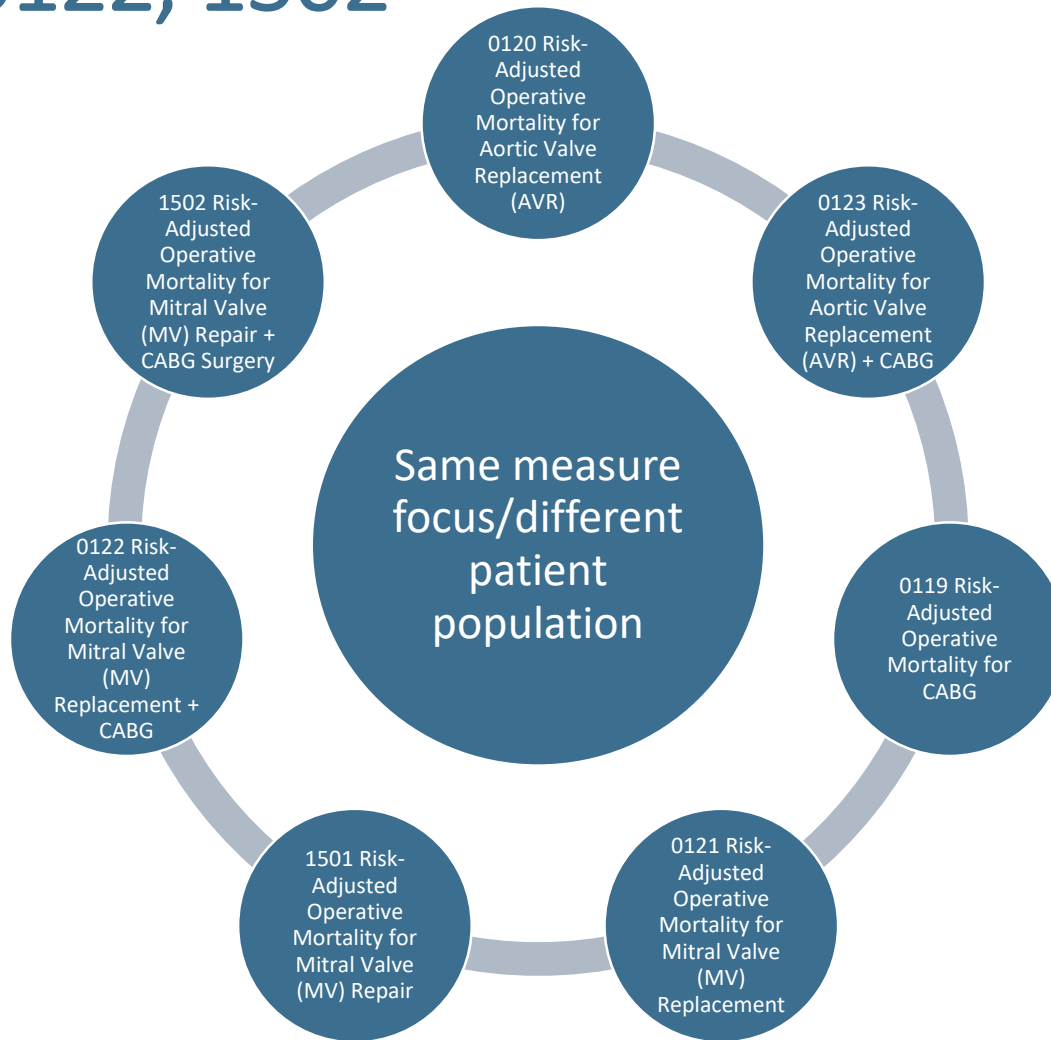 0122, 1502
0120 Risk-
Adjusted
Operative
Mortality for
Aortic Valve
Replacement
(AVR)
0123 Risk-
Adjusted
Operative
Mortality for
Aortic Valve
Replacement
(AVR) + CABG
0119 Risk-
Adjusted
Operative
Mortality for
CABG
0121 Risk-
Adjusted
Operative
Mortality for
Mitral Valve
(MV)
Replacement
1501 Risk-
Adjusted
Operative
Mortality for
Mitral Valve
(MV) Repair
0122 Risk-
Adjusted
Operative
Mortality for
Mitral Valve
(MV)
Replacement +
CABG
1502 Risk-
Adjusted
Operative
Mortality for
Mitral Valve
(MV) Repair +
CABG Surgery
Same measure
focus/different
patient
population